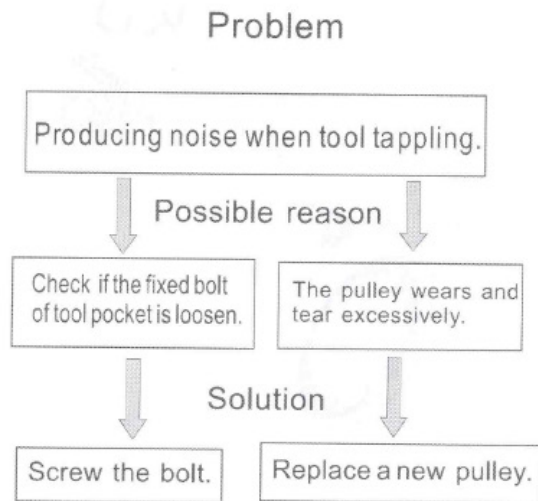 Problem
Producing noise when tool tappling.
Possible reason
Check if the fixed bolt
of tool pocket is loosen.
The pulley wears and
tear excessively.
Solution
Screw the bolt.
Replace a new pulley.